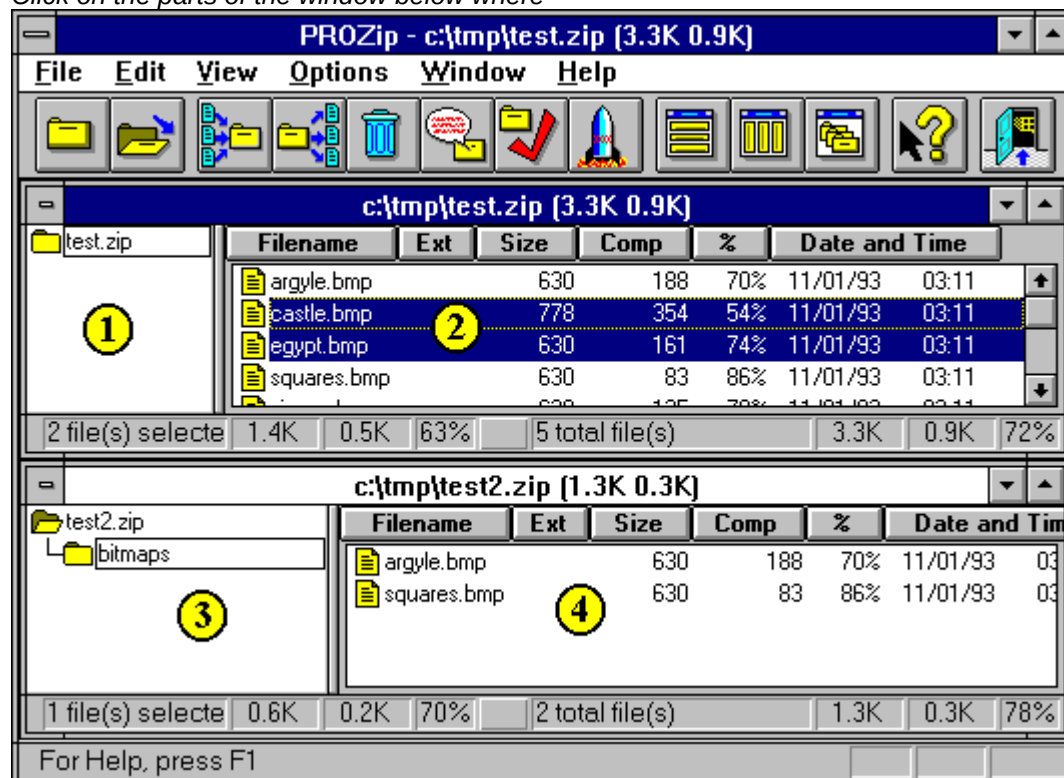 Click on the parts of the window below where
PROZip - c:\tmp\test.zip (3.3K 0.9K)
File Edit View Options Window Help
c:\tmp\test.zip (3.3K 0.9K)
test.zip Filename Ext Size Comp % Date and Time
argyle.bmp 630 188 70% 11/01/93 03:11
castle.bmp 778 354 54% 11/01/93 03:11
1 2
egypt.bmp 630 161 74% 11/01/93 03:11
squares.bmp 630 83 86% 11/01/93 03:11
2 file(s) selecte 1.4K 0.5K 63% 5 total file(s) 3.3K 0.9K 72%
c:\tmp\test2.zip (1.3K 0.3K)
test2.zip Filename Ext Size Comp % Date and Tim
bitmaps argyle.bmp 630 188 70% 11/01/93 03
squares.bmp 630 83 86% 11/01/93 03
3 4
1 file(s) selecte 0.6K 0.2K 70% 2 total file(s) 1.3K 0.3K 78%
For Help, press F1